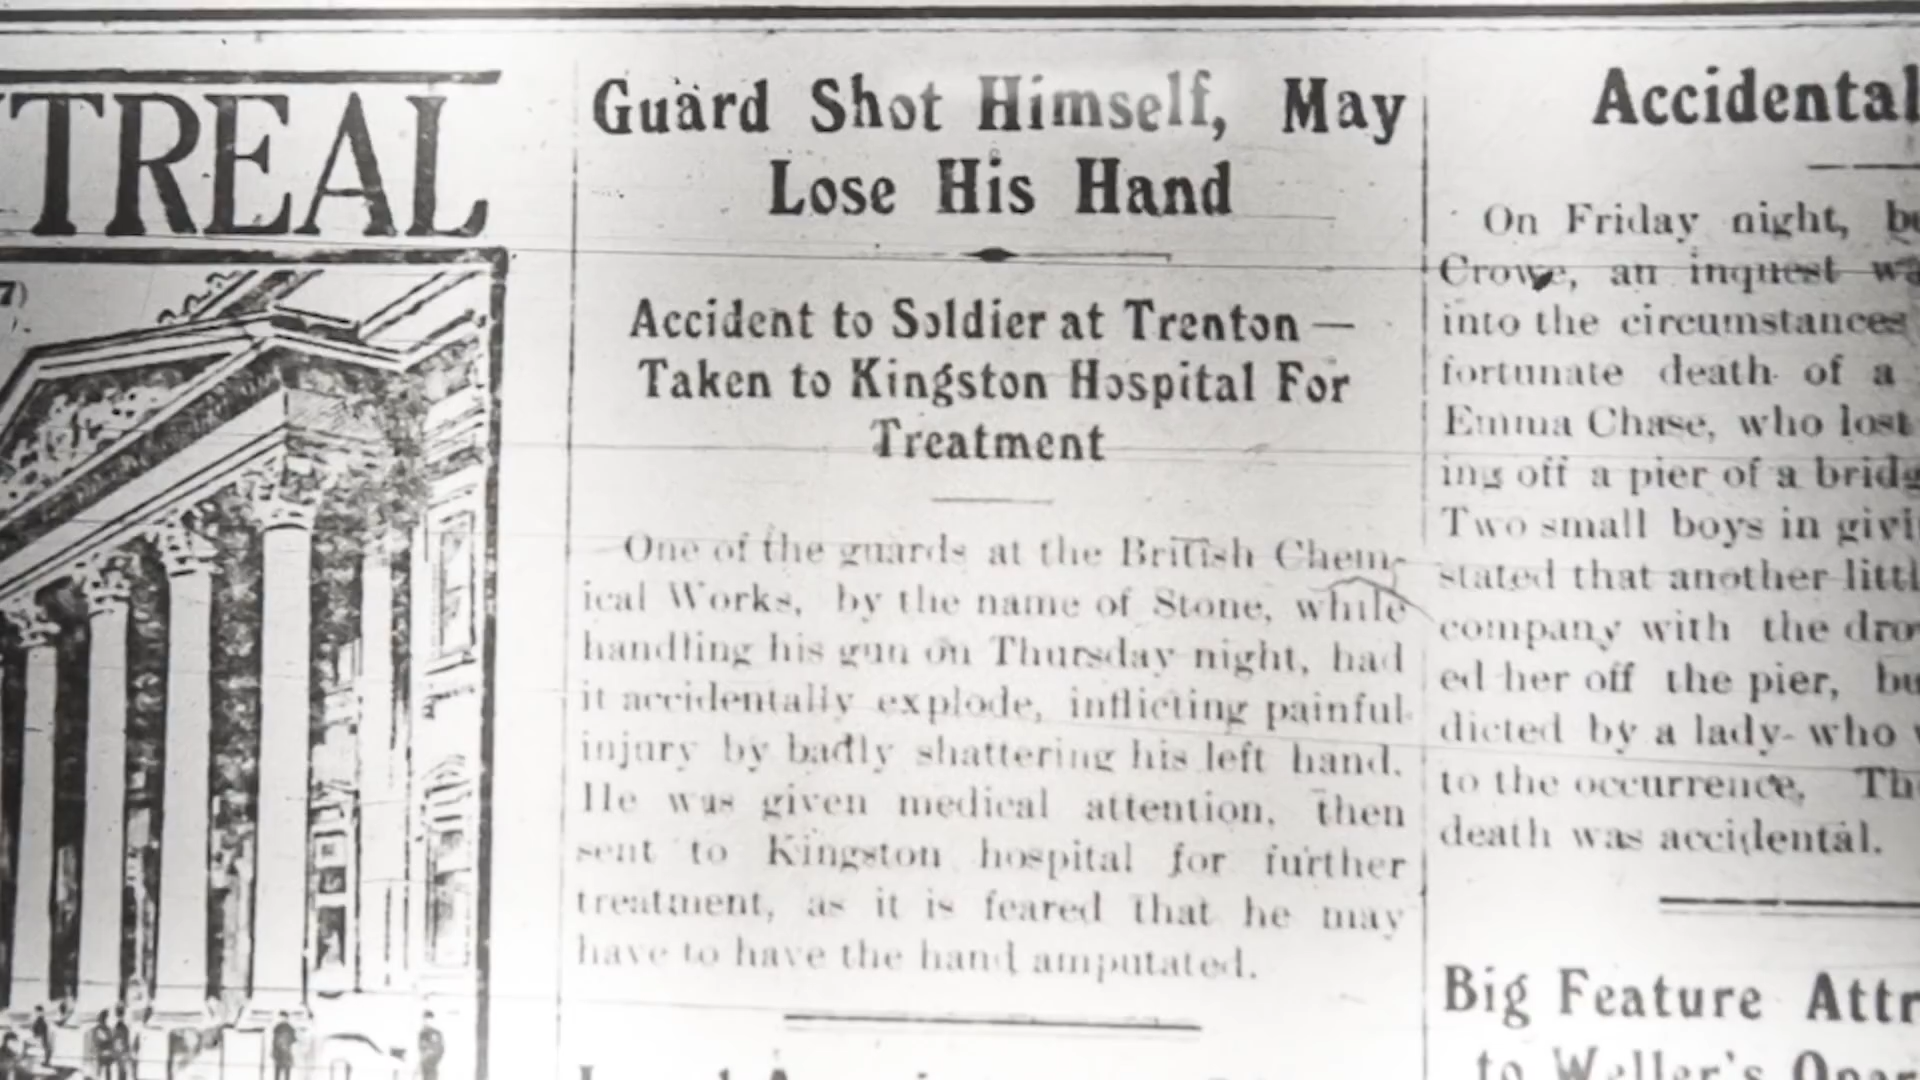 TREAL
7)
Guard Shot Himself, May
Lose His Hand
Accident to Soldier at Trenton —
Taken to Kingston Hospital For
Treatment
One of the guards at the British Chem-
ical Works, by the name of Stone, while
handling his gun on Thursday night, had
it accidentally explode, inflicting painful
injury by badly shattering his left hand.
He was given medical attention, then
sent to Kingston hospital for further
treatment, as it is feared that he may
have to have the hand amputated.
Accidental
On Friday night,
Crowe, an inquest
into the circumstances
fortunate death of a
Emma Chase, who lost
ing off a pier of a
Two small boys in
stated that another
company with the
ed her off the pier,
dicted by a lady who
to the occurrence.
death was accidental.
Big Feature
to Weller's